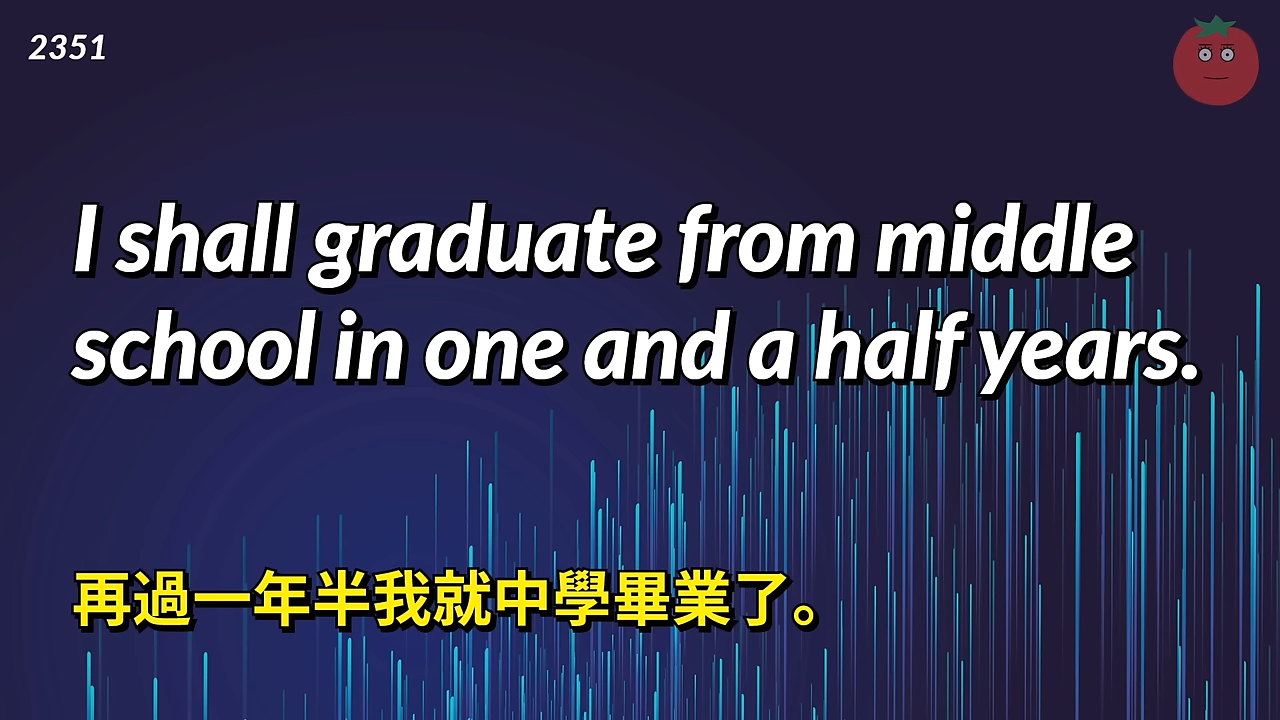 2351
I shall graduate from middle
school in one and a half years.
再過一年半我就中學畢業了。